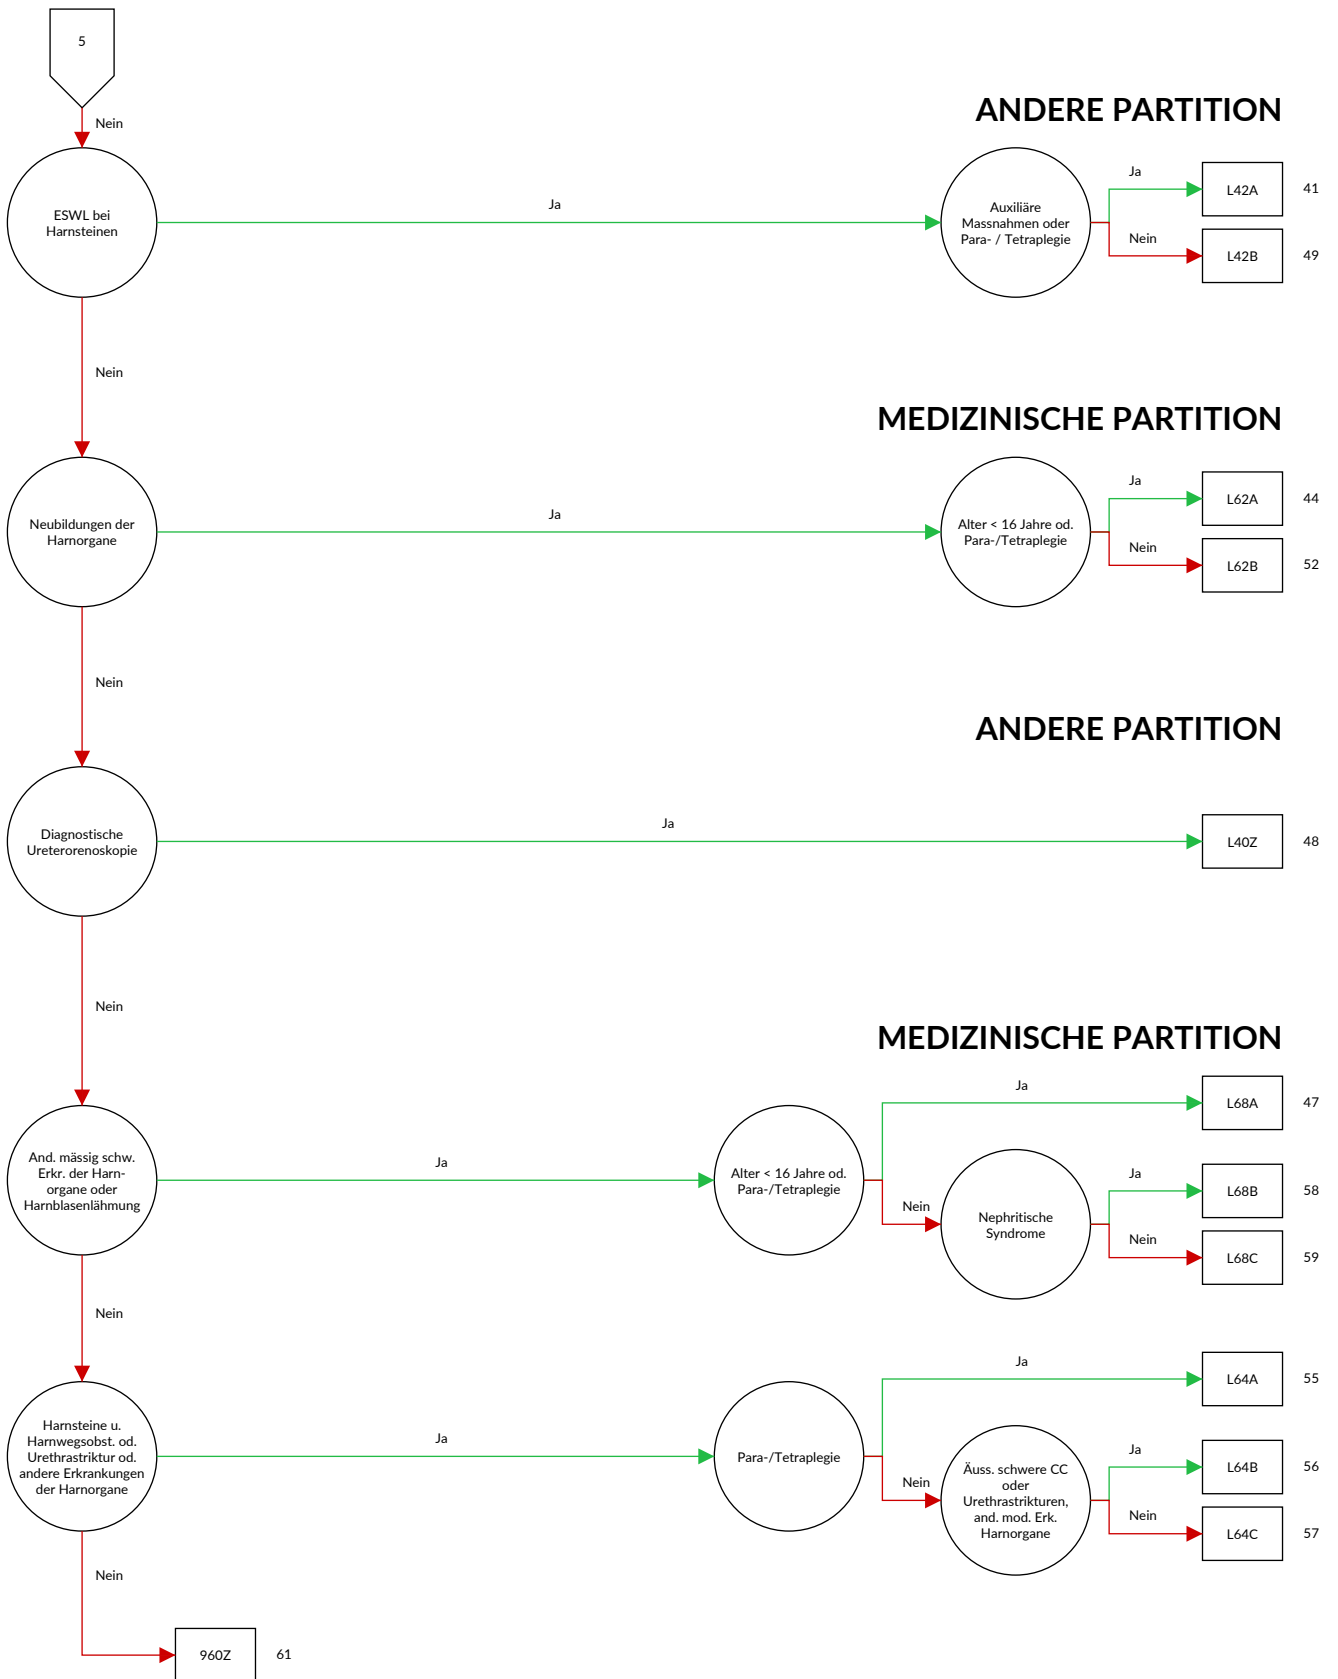 5
Nein
ANDERE PARTITION
ESWL bei
Harnsteinen
Ja
Auxiliäre
Massnahmen oder
Para- / Tetraplegie
Ja
L42A
41
Nein
L42B
49
Nein
MEDIZINISCHE PARTITION
Neubildungen der
Harnorgane
Ja
Alter < 16 Jahre od.
Para-/Tetraplegie
Ja
L62A
44
Nein
L62B
52
Nein
ANDERE PARTITION
Diagnostische
Ureterorenoskopie
Ja
L40Z
48
Nein
MEDIZINISCHE PARTITION
And. mässig schw.
Erkr. der Harn-
organe oder
Harnblasenlähmung
Ja
Alter < 16 Jahre od.
Para-/Tetraplegie
Ja
L68A
47
Nein
Nephritische
Syndrome
Ja
L68B
58
Nein
L68C
59
Nein
Harnsteine u.
Harnwegsobst. od.
Urethrastriktur od.
andere Erkrankungen
der Harnorgane
Ja
Para-/Tetraplegie
Ja
L64A
55
Nein
Äuss. schwere CC
oder
Urethrastrikturen,
and. mod. Erk.
Harnorgane
Ja
L64B
56
Nein
L64C
57
Nein
960Z
61